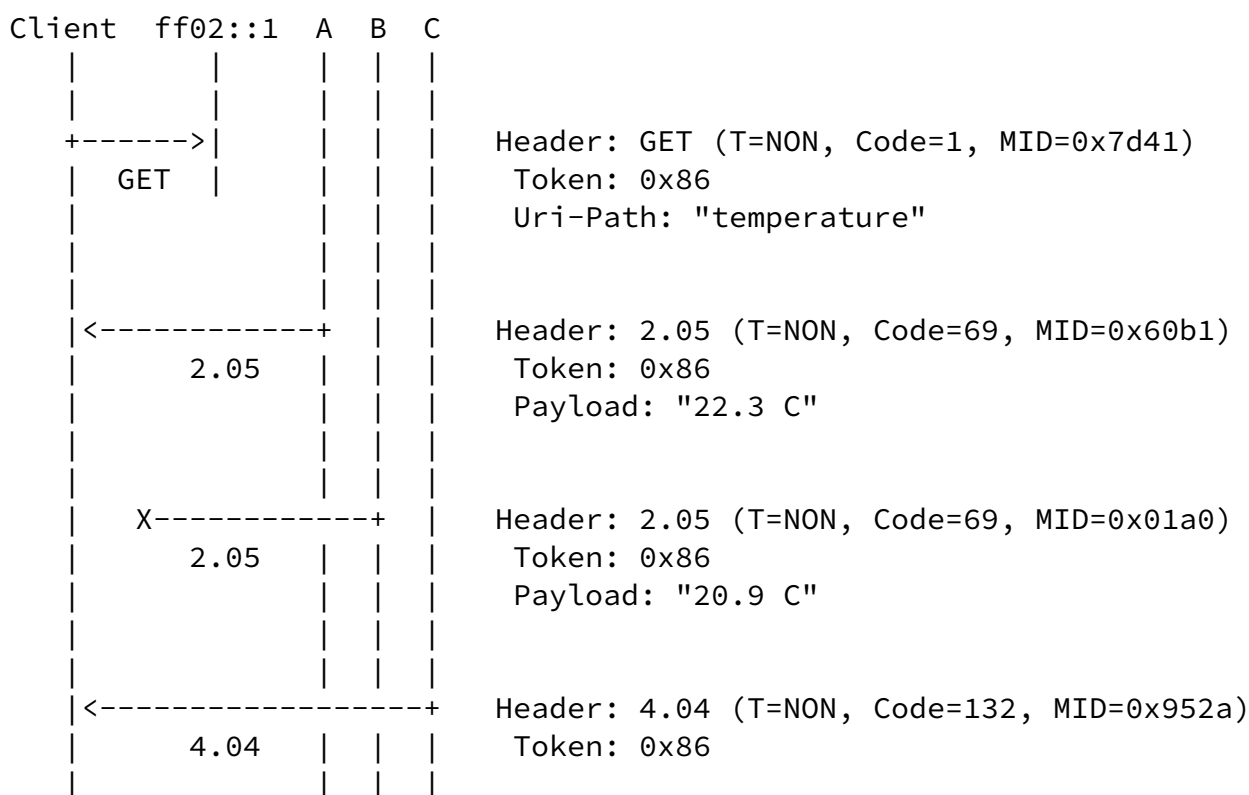 Client ff02::1 A B C
Header: GET (T=NON, Code=1, MID=0x7d41)
GET Token: 0x86
Uri-Path: "temperature"
Header: 2.05 (T=NON, Code=69, MID=0x60b1)
2.05 Token: 0x86
Payload: "22.3 C"
X Header: 2.05 (T=NON, Code=69, MID=0x01a0)
2.05 Token: 0x86
Payload: "20.9 C"
Header: 4.04 (T=NON, Code=132, MID=0x952a)
4.04 Token: 0x86